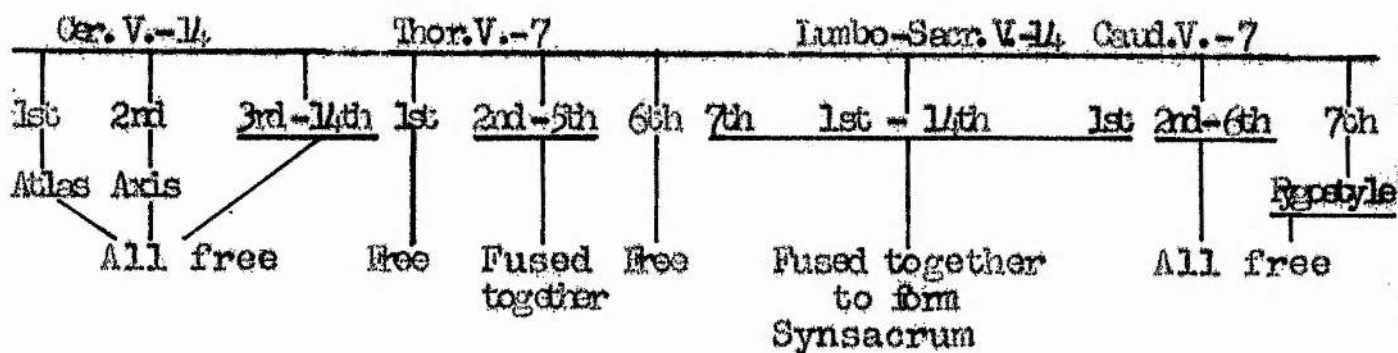 Cer. V.-14 Thor. V.-7 Lumbo-Sacr. V.-14 Caud. V.-7
1st 2nd 3rd-14th 1st 2nd-5th 6th 7th 1st - 14th 1st 2nd-6th 7th
Atlas Axis Pygostyle
All free Free Fused Free Fused together All free
together to form
Synsacrum